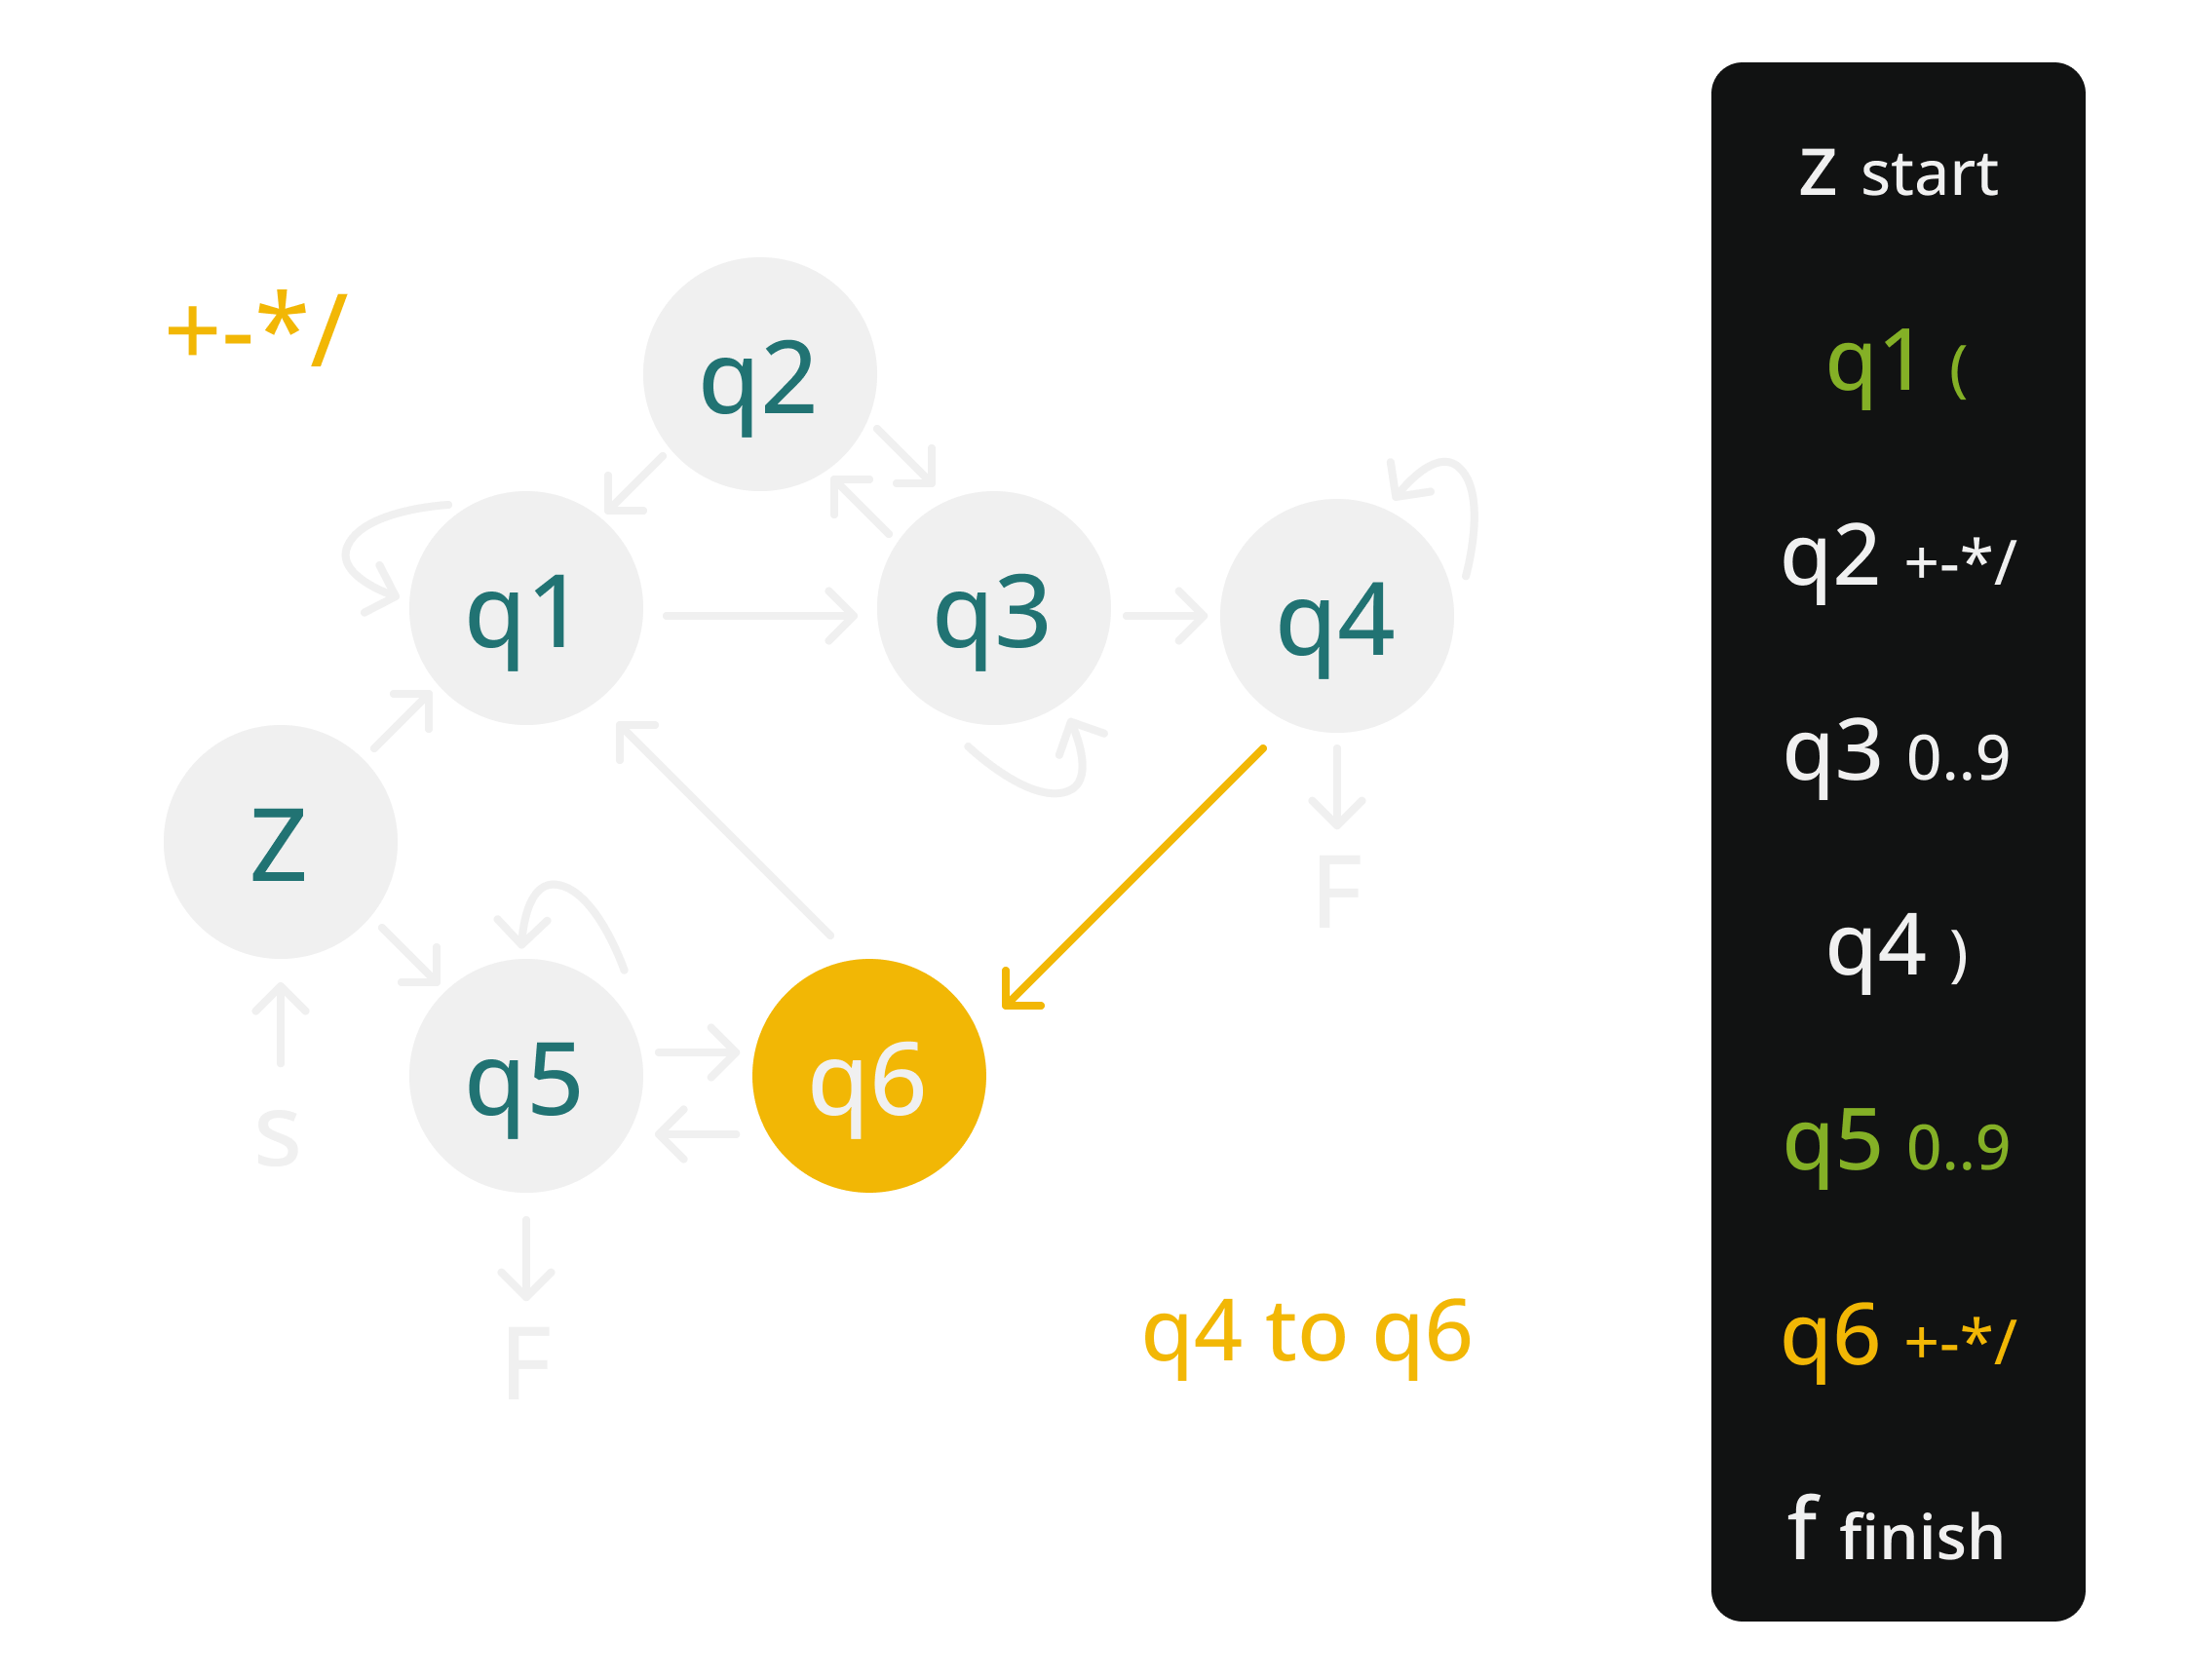 +-*/
q2
q1
q3
q4
Z
F
q5
q6
s
F
q4 to q6
Z start
q1 (
q2 +-*/
q3 0..9
q4 )
q5 0..9
q6 +-*/
f finish